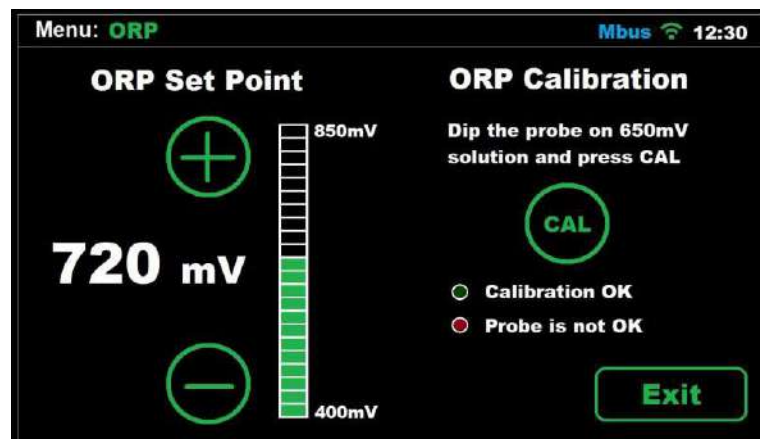 Menu: ORP
Mbus 12:30
ORP Set Point
850mV
720 mV
400mV
ORP Calibration
Dip the probe on 650mV
solution and press CAL
CAL
Calibration OK
Probe is not OK
Exit